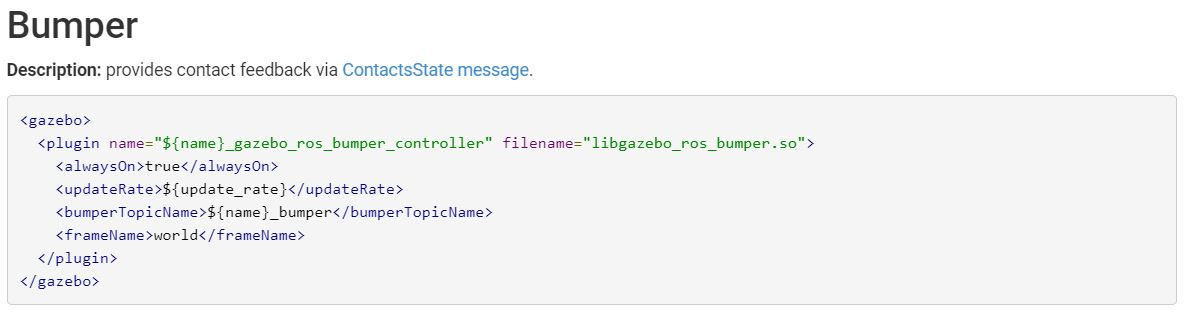 Bumper
Description: provides contact feedback via ContactsState message.
<gazebo>
  <plugin name="${name}_gazebo_ros_bumper_controller" filename="libgazebo_ros_bumper.so">
    <alwaysOn>true</alwaysOn>
    <updateRate>${update_rate}</updateRate>
    <bumperTopicName>${name}_bumper</bumperTopicName>
    <frameName>world</frameName>
  </plugin>
</gazebo>